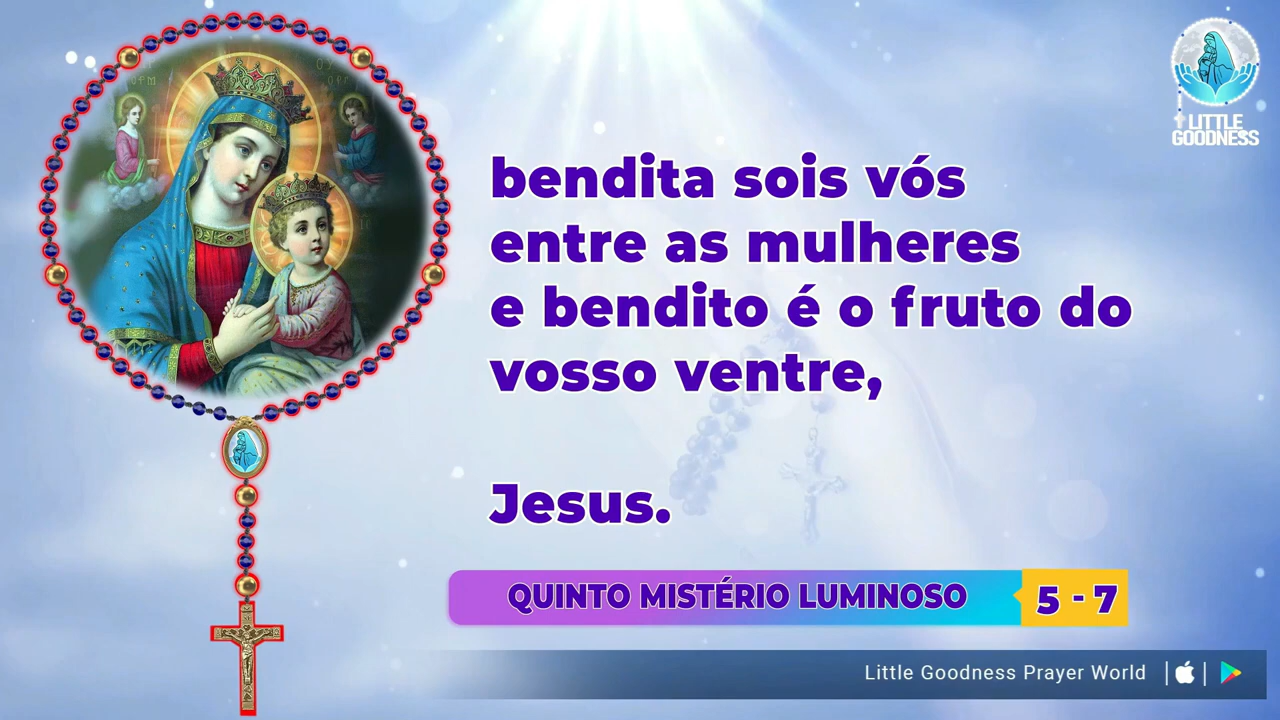 bendita sois vós
entre as mulheres
e bendito é o fruto do
vosso ventre,
Jesus.
QUINTO MISTÉRIO LUMINOSO
5 - 7
Little Goodness Prayer World
LITTLE
GOODNESS